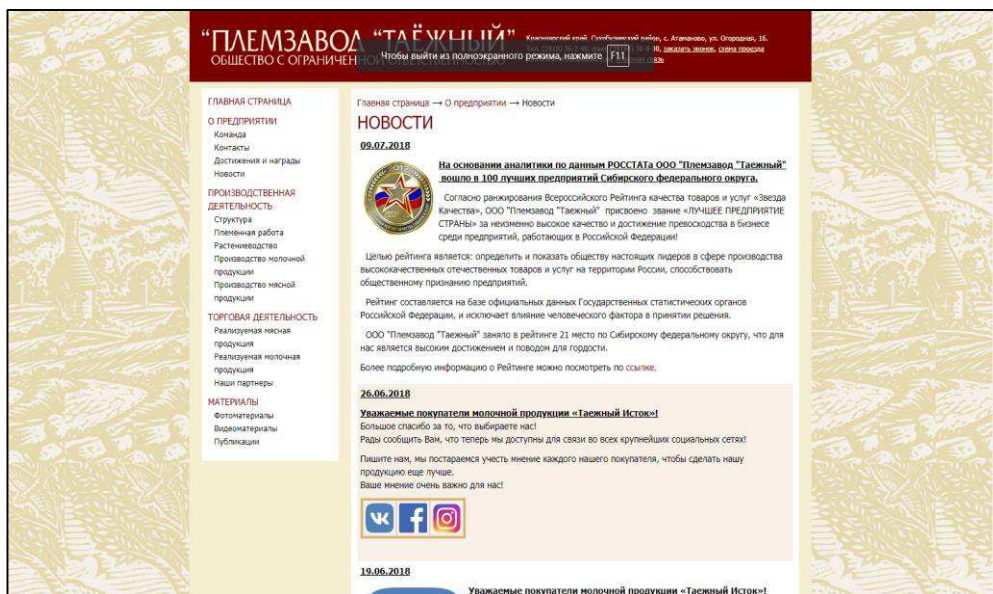 “ПЛЕМЗАВОД “ТАЁЖНЫЙ”
ОБЩЕСТВО С ОГРАНИЧЕННОЙ ОТВЕТСТВЕННОСТЬЮ
Красноярский край, Сухобузимский район, с. Атаманово, ул. Огородная, 16.
заказать звонок, схема проезда
Чтобы выйти из полноэкранного режима, нажмите F11
ГЛАВНАЯ СТРАНИЦА
О ПРЕДПРИЯТИИ
Команда
Контакты
Достижения и награды
Новости
ПРОИЗВОДСТВЕННАЯ
ДЕЯТЕЛЬНОСТЬ
Структура
Племенная работа
Растениеводство
Производство молочной
продукции
Производство мясной
продукции
ТОРГОВАЯ ДЕЯТЕЛЬНОСТЬ
Реализуемая мясная
продукция
Реализуемая молочная
продукция
Наши партнеры
МАТЕРИАЛЫ
Фотоматериалы
Видеоматериалы
Публикации
Главная страница → О предприятии → Новости
НОВОСТИ
09.07.2018
На основании аналитики по данным РОССТАТа ООО "Племзавод "Таежный"
вошло в 100 лучших предприятий Сибирского федерального округа.
Согласно ранжирования Всероссийского Рейтинга качества товаров и услуг «Звезда
Качества», ООО "Племзавод "Таежный" присвоено звание «ЛУЧШЕЕ ПРЕДПРИЯТИЕ
СТРАНЫ» за неизменно высокое качество и достижение превосходства в бизнесе
среди предприятий, работающих в Российской Федерации!
Целью рейтинга является: определить и показать обществу настоящих лидеров в сфере производства
высококачественных отечественных товаров и услуг на территории России, способствовать
общественному признанию предприятий.
Рейтинг составляется на базе официальных данных Государственных статистических органов
Российской Федерации, и исключает влияние человеческого фактора в принятии решения.
ООО "Племзавод "Таежный" заняло в рейтинге 21 место по Сибирскому федеральному округу, что для
нас является высоким достижением и поводом для гордости.
Более подробную информацию о Рейтинге можно посмотреть по ссылке.
26.06.2018
Уважаемые покупатели молочной продукции «Таежный Исток»!
Большое спасибо за то, что выбираете нас!
Рады сообщить Вам, что теперь мы доступны для связи во всех крупнейших социальных сетях!
Пишите нам, мы постараемся учесть мнение каждого нашего покупателя, чтобы сделать нашу
продукцию еще лучше.
Ваше мнение очень важно для нас!
19.06.2018
Уважаемые покупатели молочной продукции «Таежный Исток»!